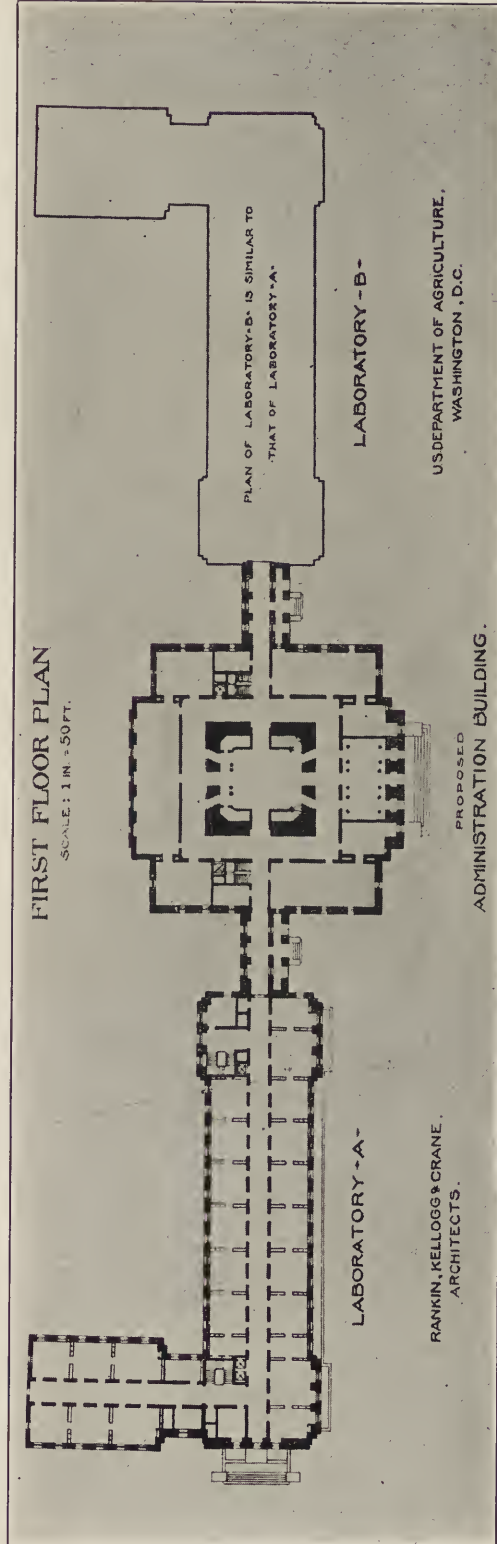 FIRST FLOOR PLAN
SCALE: 1 IN. = 50 FT.
PLAN OF LABORATORY-B- IS SIMILAR TO
-THAT OF LABORATORY-A-
LABORATORY-A-
LABORATORY-B-
PROPOSED
ADMINISTRATION BUILDING.
RANKIN, KELLOGG & CRANE.
ARCHITECTS.
U.S. DEPARTMENT OF AGRICULTURE,
WASHINGTON, D.C.